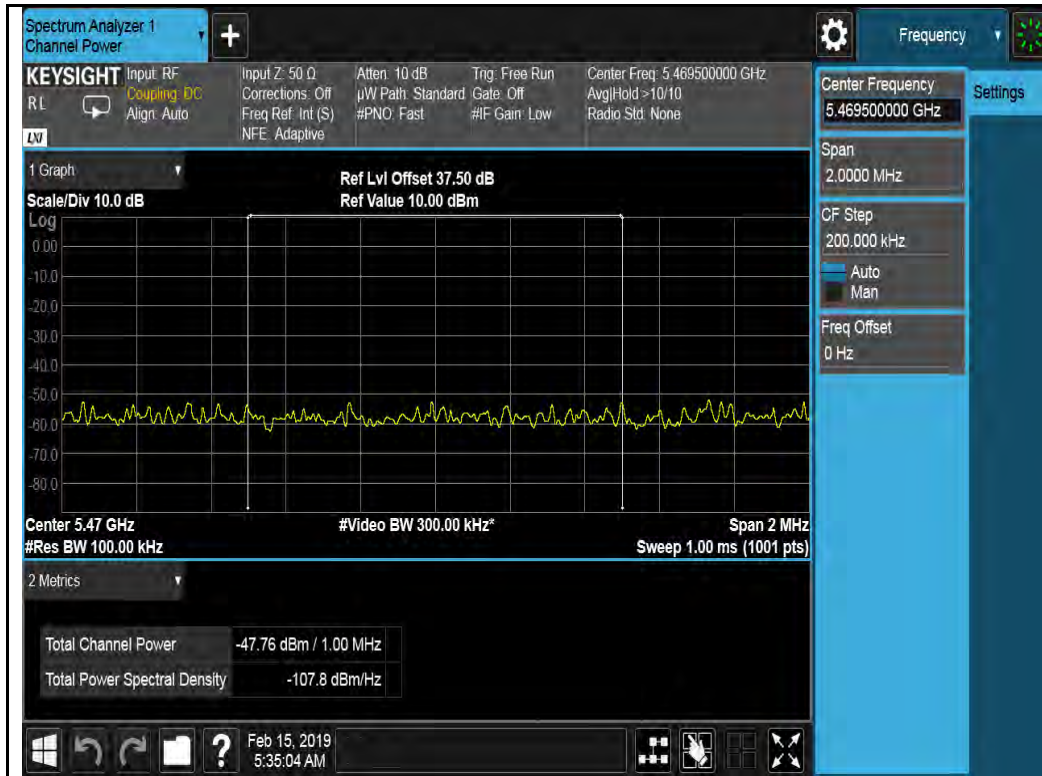 Spectrum Analyzer 1
Channel Power
+
Frequency
KEYSIGHT
RL
LXI
Input: RF
Coupling: DC
Align: Auto
Input Z: 50 Ω
Corrections: Off
Freq Ref: Int (S)
NFE: Adaptive
Atten: 10 dB
µW Path: Standard
#PNO: Fast
Trig: Free Run
Gate: Off
#IF Gain: Low
Center Freq: 5.469500000 GHz
Avg|Hold >10/10
Radio Std: None
1 Graph
Scale/Div 10.0 dB
Ref Lvl Offset 37.50 dB
Ref Value 10.00 dBm
Log
0.00
-10.0
-20.0
-30.0
-40.0
-50.0
-60.0
-70.0
-80.0
Center 5.47 GHz
#Res BW 100.00 kHz
#Video BW 300.00 kHz*
Span 2 MHz
Sweep 1.00 ms (1001 pts)
2 Metrics
Total Channel Power -47.76 dBm / 1.00 MHz
Total Power Spectral Density -107.8 dBm/Hz
Center Frequency
5.469500000 GHz
Settings
Span
2.0000 MHz
CF Step
200.000 kHz
Auto
Man
Freq Offset
0 Hz
?
Feb 15, 2019
5:35:04 AM